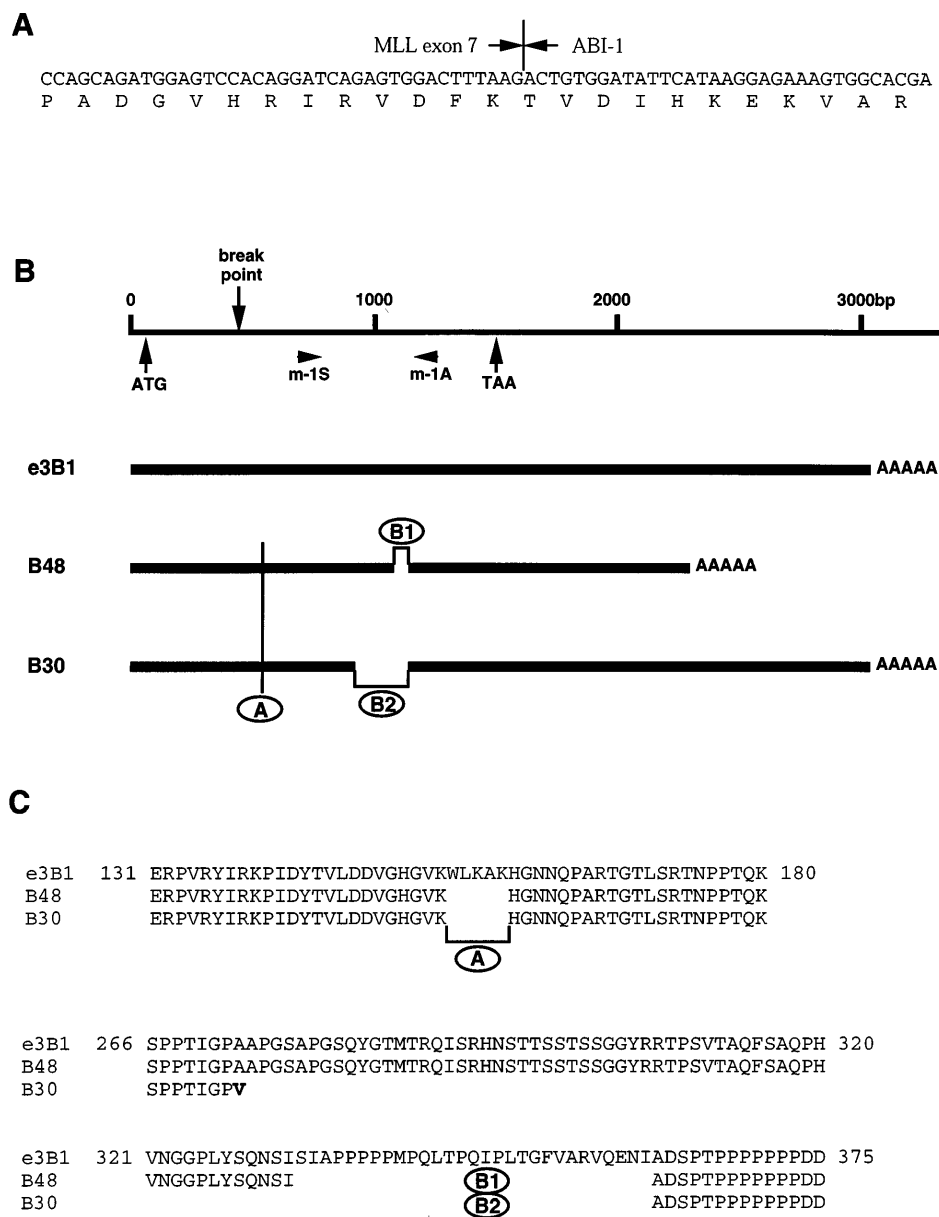 A
MLL exon 7 ABI-1
CCAGCAGATGGAGTCCACAGGATCAGAGTGGACTTTAAGACTGTGGATATTCATAAGGAGAAAGTGGCACGA
P A D G V H R I R V D F K T V D I H K E K V A R
B
break
point
0 1000 2000 3000bp
m-1S m-1A
ATG TAA
e3B1 AAAAA
B1
B48 AAAAA
B30 AAAAA
A B2
C
e3B1 131 ERPVRYIRKPIDYTVLDDVGHGVKWLKAKHGNNQPARTGTLSRTNPPTQK 180
B48 ERPVRYIRKPIDYTVLDDVGHGVK HGNNQPARTGTLSRTNPPTQK
B30 ERPVRYIRKPIDYTVLDDVGHGVK HGNNQPARTGTLSRTNPPTQK
A
e3B1 266 SPPTIGPAAPGSAPGSQYGTMTRQISRHNSTTSSTSSGGYRRTPSVTAQFSAQPH 320
B48 SPPTIGPAAPGSAPGSQYGTMTRQISRHNSTTSSTSSGGYRRTPSVTAQFSAQPH
B30 SPPTIGPV
e3B1 321 VNGGPLYSQNSISIAPPPPPMPQLTPQIPLTGFVARVQENIADSPTPPPPPPPDD 375
B48 VNGGPLYSQNSI B1 ADSPTPPPPPPPDD
B30 B2 ADSPTPPPPPPPDD